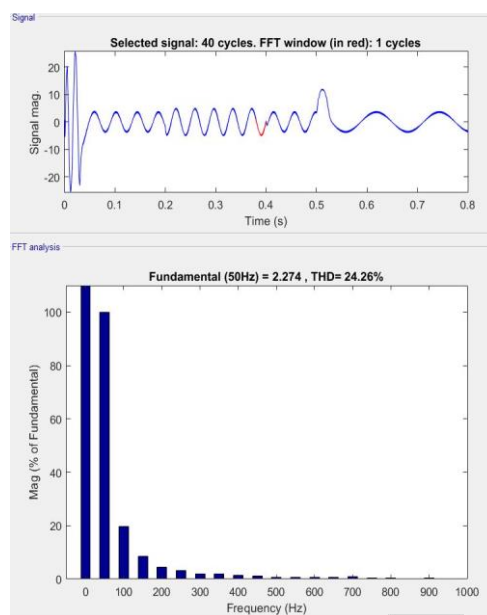 Signal
Selected signal: 40 cycles. FFT window (in red): 1 cycles
Signal mag.
20
10
0
-10
-20
0 0.1 0.2 0.3 0.4 0.5 0.6 0.7 0.8
Time (s)
FFT analysis
Fundamental (50Hz) = 2.274 , THD= 24.26%
Mag (% of Fundamental)
100
80
60
40
20
0
0 100 200 300 400 500 600 700 800 900 1000
Frequency (Hz)